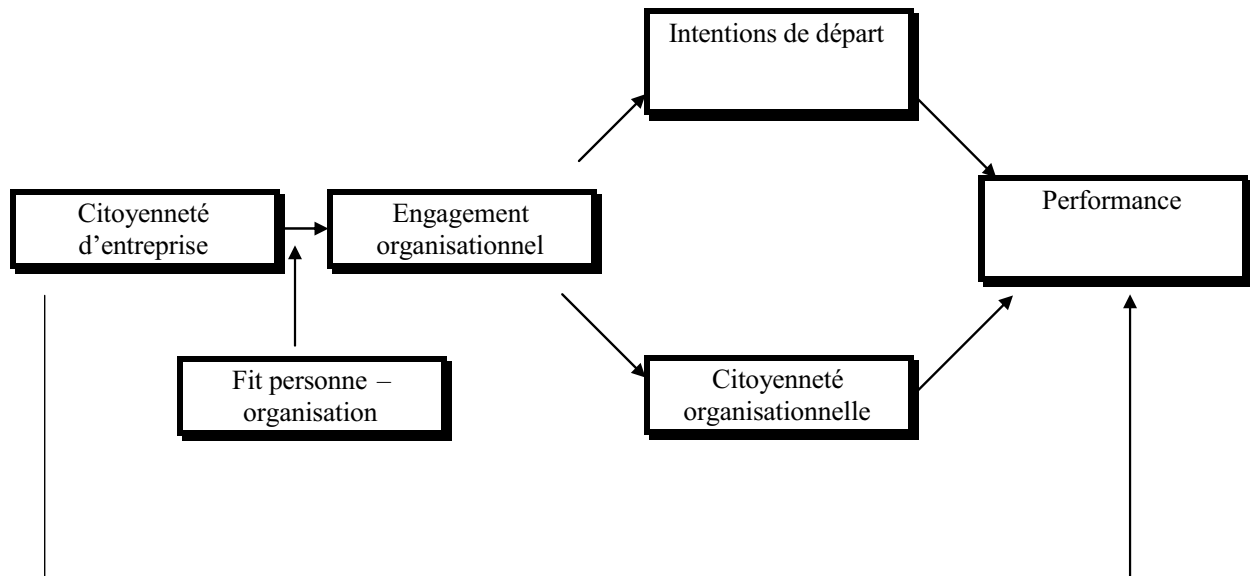 Intentions de départ
Citoyenneté
d’entreprise
Engagement
organisationnel
Performance
Fit personne –
organisation
Citoyenneté
organisationnelle